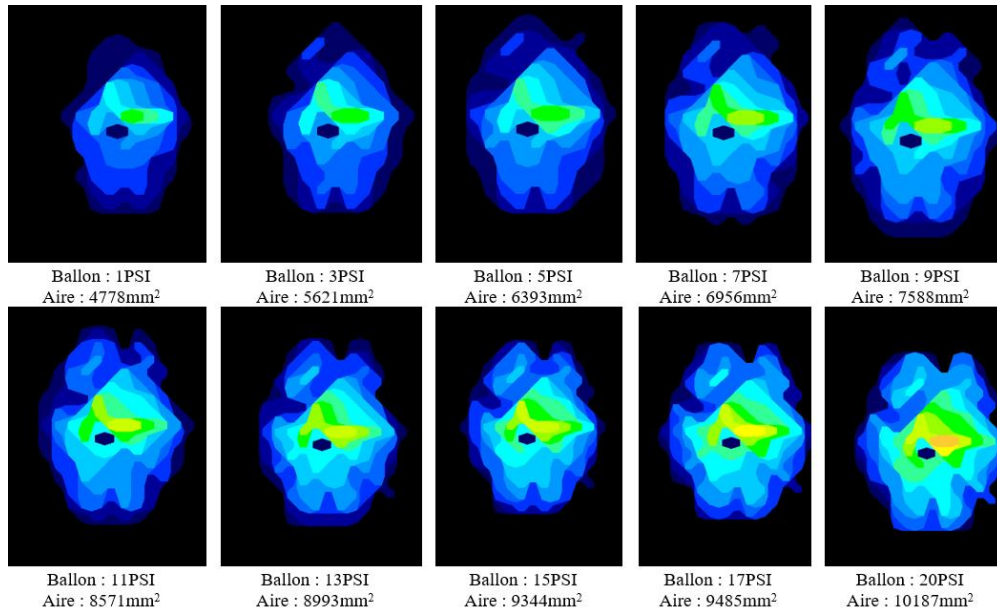 Ballon : 1PSI
Aire : 4778mm²
Ballon : 3PSI
Aire : 5621mm²
Ballon : 5PSI
Aire : 6393mm²
Ballon : 7PSI
Aire : 6956mm²
Ballon : 9PSI
Aire : 7588mm²
Ballon : 11PSI
Aire : 8571mm²
Ballon : 13PSI
Aire : 8993mm²
Ballon : 15PSI
Aire : 9344mm²
Ballon : 17PSI
Aire : 9485mm²
Ballon : 20PSI
Aire : 10187mm²